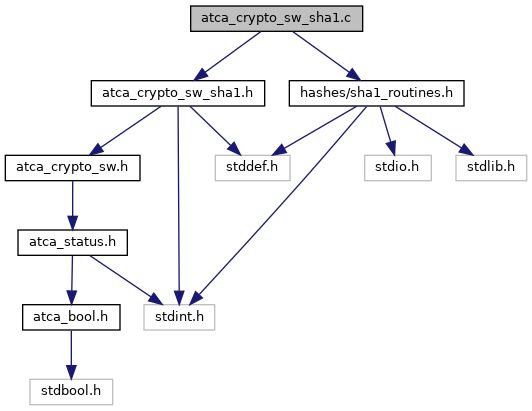 atca_crypto_sw_sha1.c
atca_crypto_sw_sha1.h
hashes/sha1_routines.h
atca_crypto_sw.h
stddef.h
stdio.h
stdlib.h
atca_status.h
atca_bool.h
stdint.h
stdbool.h